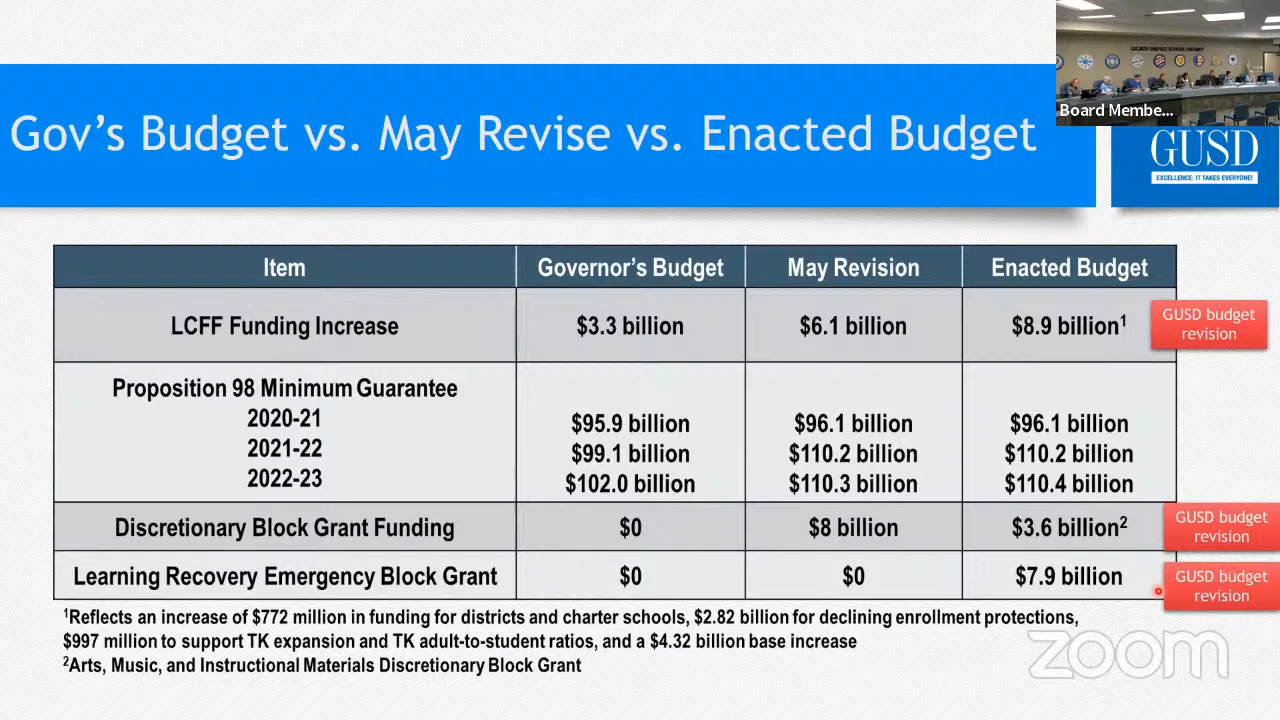 GILROY UNIFIED SCHOOL DISTRICT
Board Membe...
Gov's Budget vs. May Revise vs. Enacted Budget
GUSD
EXCELLENCE: IT TAKES EVERYONE!
Item Governor's Budget May Revision Enacted Budget
LCFF Funding Increase $3.3 billion $6.1 billion $8.9 billion¹
GUSD budget
revision
Proposition 98 Minimum Guarantee
2020-21 $95.9 billion $96.1 billion $96.1 billion
2021-22 $99.1 billion $110.2 billion $110.2 billion
2022-23 $102.0 billion $110.3 billion $110.4 billion
Discretionary Block Grant Funding $0 $8 billion $3.6 billion²
GUSD budget
revision
Learning Recovery Emergency Block Grant $0 $0 $7.9 billion
GUSD budget
revision
¹Reflects an increase of $772 million in funding for districts and charter schools, $2.82 billion for declining enrollment protections,
$997 million to support TK expansion and TK adult-to-student ratios, and a $4.32 billion base increase
²Arts, Music, and Instructional Materials Discretionary Block Grant
zoom